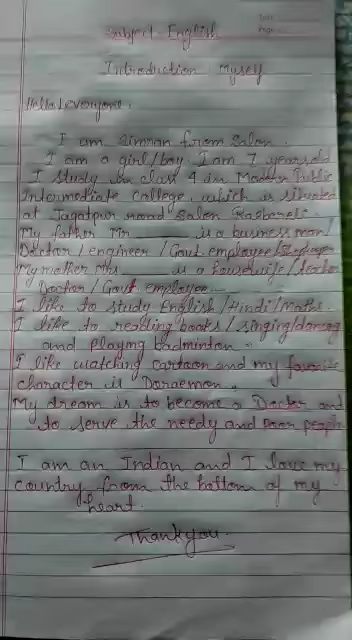 Subject - English
Introduction myself
Hello! everyone.
I am Simran from Salon.
I am a girl/boy. I am 7 years old
I study in class 4 in Modern Public
Intermediate College, which is situated
at Jagatpur road Salon Raebareli.
My father Mr. ______ is a business man/
Doctor/engineer/Govt employee/Shopkeeper
My mother Mrs. ______ is a housewife/teacher
/Doctor/Govt employee.
I like to study English/Hindi/Maths.
I like to reading books/singing/dancing
and playing badminton.
I like watching cartoon and my favorite
character is Doraemon.
My dream is to become a Doctor and
to serve the needy and poor people
I am an Indian and I love my
country from the bottom of my
heart.
Thankyou.